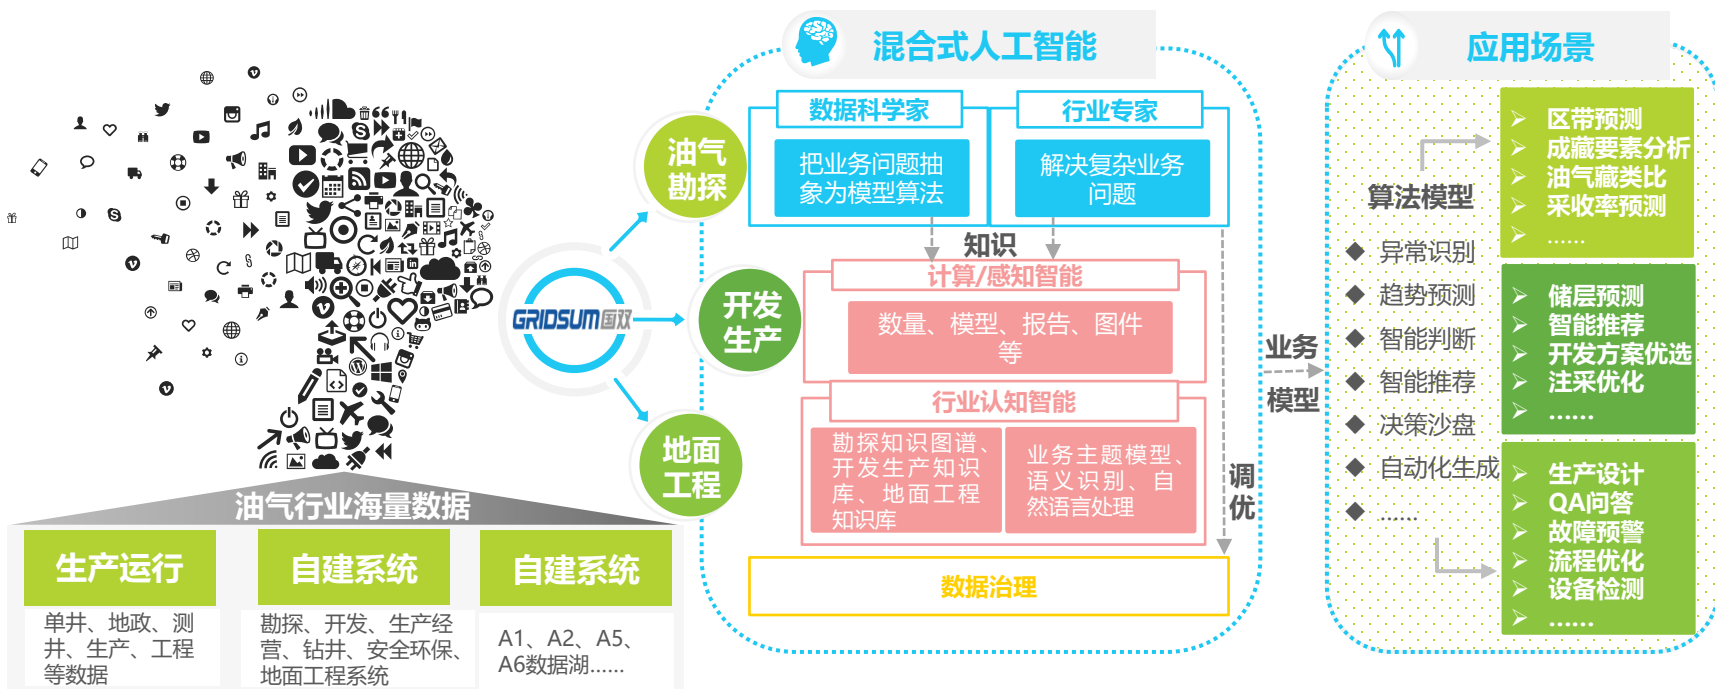 油气行业海量数据
生产运行
单井、地政、测
井、生产、工程
等数据
自建系统
勘探、开发、生产经
营、钻井、安全环保、
地面工程系统
自建系统
A1、A2、A5、
A6数据湖......
GRIDSUM国双
油气
勘探
开发
生产
地面
工程
混合式人工智能
数据科学家
把业务问题抽
象为模型算法
行业专家
解决复杂业务
问题
知识
计算/感知智能
数量、模型、报告、图件
等
行业认知智能
勘探知识图谱、
开发生产知识
库、地面工程
知识库
业务主题模型、
语义识别、自
然语言处理
调
优
数据治理
业务
模型
应用场景
算法模型
◆ 异常识别
◆ 趋势预测
◆ 智能判断
◆ 智能推荐
◆ 决策沙盘
◆ 自动化生成
◆ ......
➢ 区带预测
➢ 成藏要素分析
➢ 油气藏类比
➢ 采收率预测
➢ ......
➢ 储层预测
➢ 智能推荐
➢ 开发方案优选
➢ 注采优化
➢ ......
➢ 生产设计
➢ QA问答
➢ 故障预警
➢ 流程优化
➢ 设备检测
➢ ......